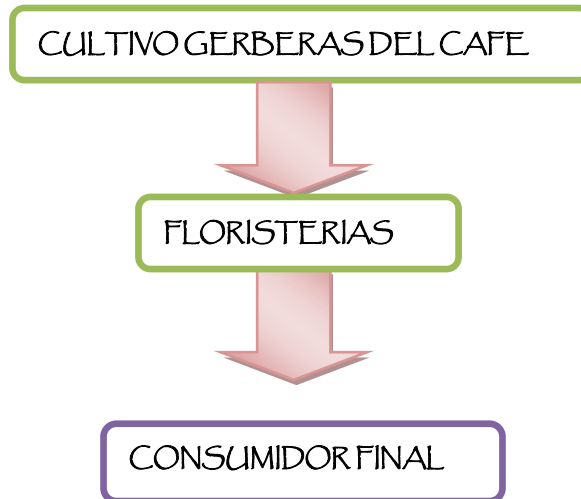 CULTIVO GERBERAS DEL CAFE
FLORISTERIAS
CONSUMIDOR FINAL